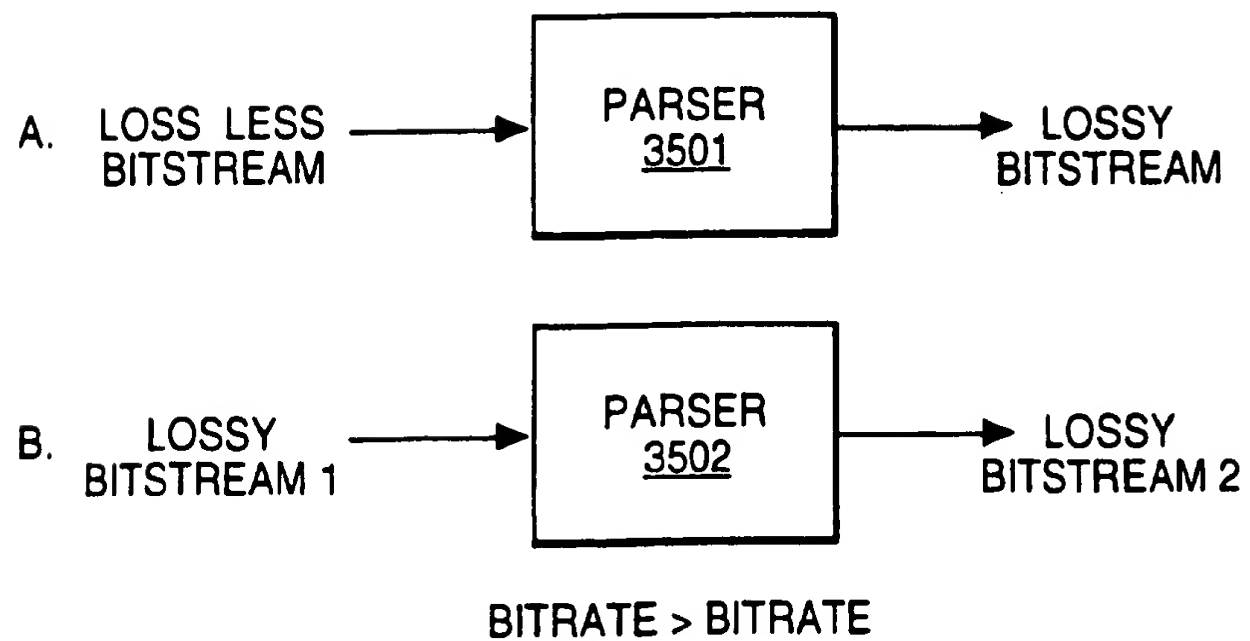 A. LOSS LESS BITSTREAM
PARSER
3501
LOSSY
BITSTREAM
B. LOSSY
BITSTREAM 1
PARSER
3502
LOSSY
BITSTREAM 2
BITRATE > BITRATE